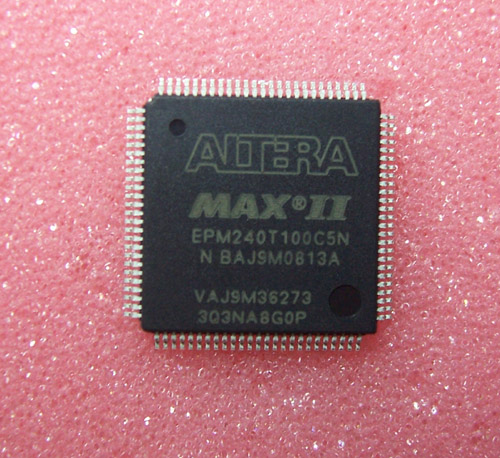 ALTERA
MAX®II
EPM240T100C5N
N BAJ9M0813A
VAJ9M36273
3Q3NA8G0P